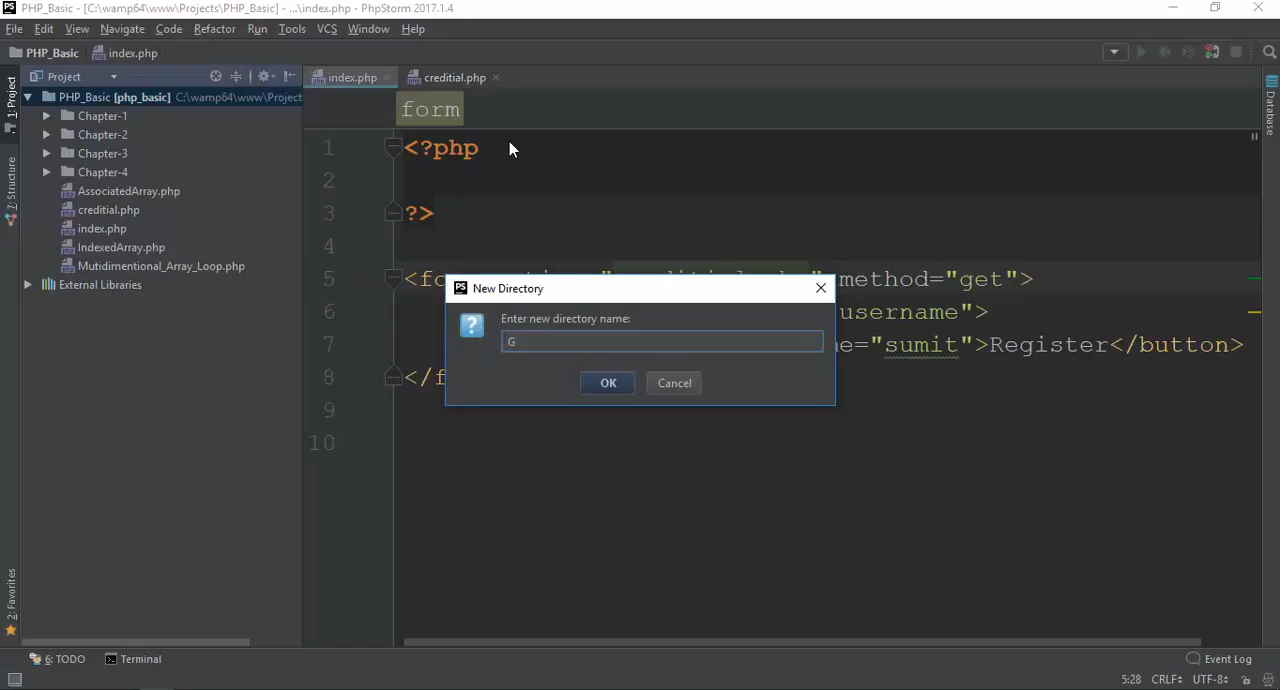 PHP_Basic - [C:\wamp64\www\Projects\PHP_Basic] - ...\index.php - PhpStorm 2017.1.4
File Edit View Navigate Code Refactor Run Tools VCS Window Help
PHP_Basic index.php
1: Project
7: Structure
2: Favorites
Project
PHP_Basic [php_basic] C:\wamp64\www\Project
Chapter-1
Chapter-2
Chapter-3
Chapter-4
AssociatedArray.php
creditial.php
index.php
IndexedArray.php
Mutidimentional_Array_Loop.php
External Libraries
index.php creditial.php
form
1 <?php
2
3 ?>
4
5 <fo method="get">
6 username">
7 e="sumit">Register</button>
8 </f
9
10
New Directory
Enter new directory name:
G
OK Cancel
Database
6: TODO Terminal Event Log
5:28 CRLF UTF-8